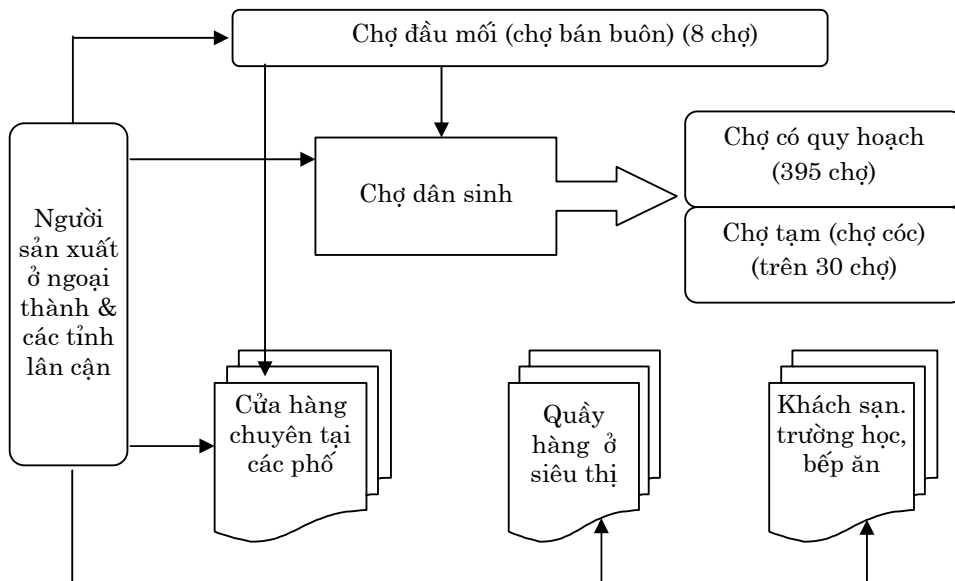 Chợ đầu mối (chợ bán buôn) (8 chợ)
Người
sản xuất
ở ngoại
thành &
các tỉnh
lân cận
Chợ dân sinh
Chợ có quy hoạch
(395 chợ)
Chợ tạm (chợ cóc)
(trên 30 chợ)
Cửa hàng
chuyên tại
các phố
Quầy
hàng ở
siêu thị
Khách sạn.
trường học,
bếp ăn